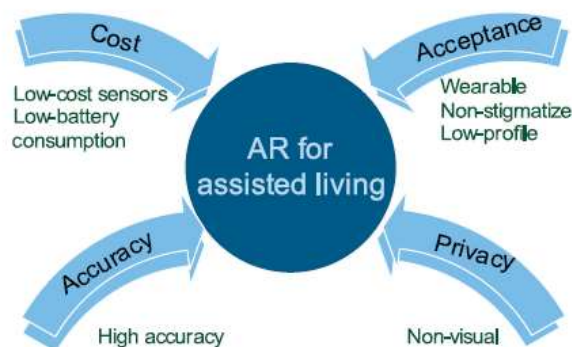 Cost
Low-cost sensors
Low-battery
consumption
Acceptance
Wearable
Non-stigmatize
Low-profile
AR for
assisted living
Accuracy
High accuracy
Privacy
Non-visual